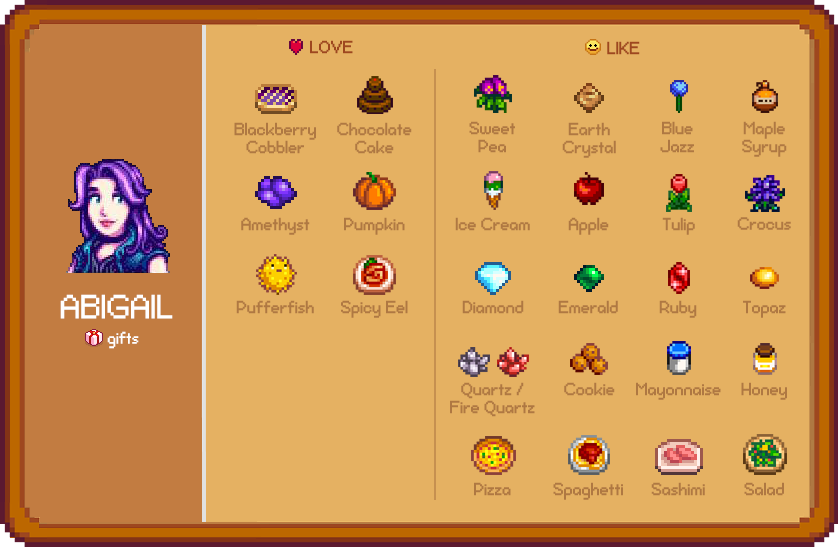 ABIGAIL
gifts
LOVE
Blackberry
Cobbler
Chocolate
Cake
Amethyst
Pumpkin
Pufferfish
Spicy Eel
LIKE
Sweet
Pea
Earth
Crystal
Blue
Jazz
Maple
Syrup
Ice Cream
Apple
Tulip
Crocus
Diamond
Emerald
Ruby
Topaz
Quartz /
Fire Quartz
Cookie
Mayonnaise
Honey
Pizza
Spaghetti
Sashimi
Salad